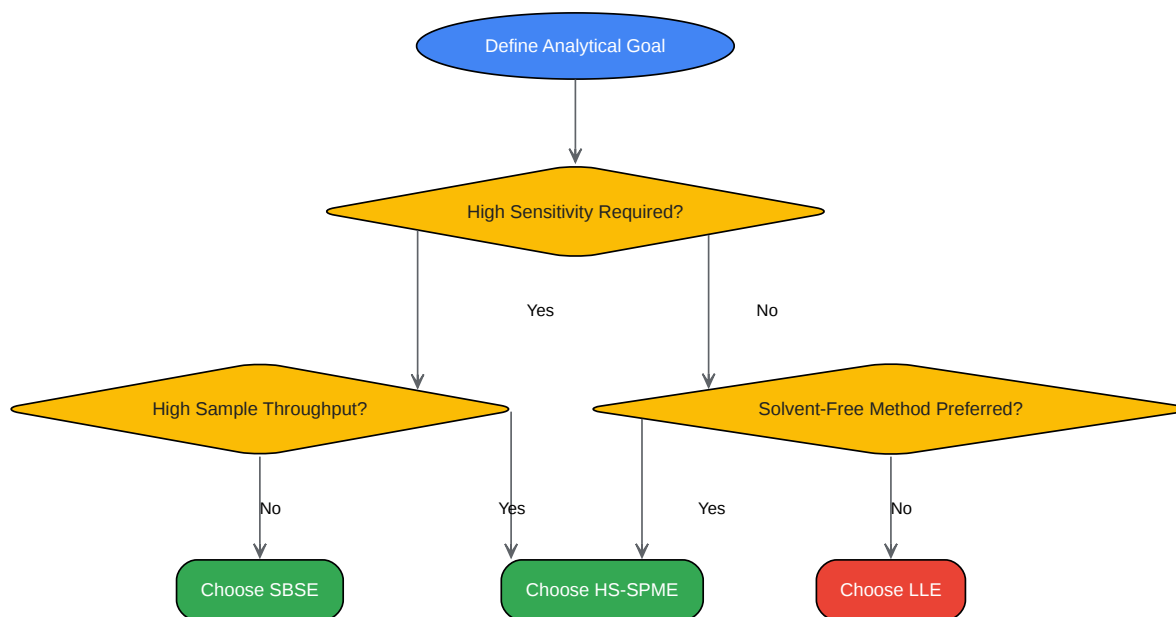 Define Analytical Goal
High Sensitivity Required?
Yes
No
High Sample Throughput?
Solvent-Free Method Preferred?
No
Yes
Yes
No
Choose SBSE
Choose HS-SPME
Choose LLE